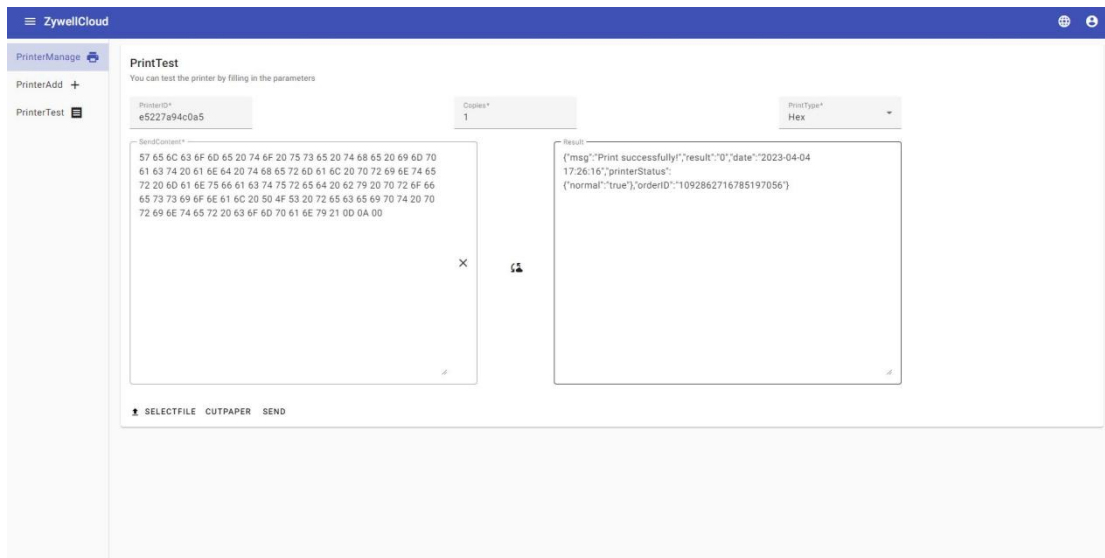 ZywellCloud
PrinterManage
PrinterAdd
PrinterTest
PrintTest
You can test the printer by filling in the parameters
PrinterID*
e5227a94c0a5
Copies*
1
PrintType*
Hex
SendContent*
57 65 6C 63 6F 6D 65 20 74 6F 20 75 73 65 20 74 68 65 20 69 6D 70
61 63 74 20 61 6E 64 20 74 68 65 72 6D 61 6C 20 70 72 69 6E 74 65
72 20 6D 61 6E 75 66 61 63 74 75 72 65 64 20 62 79 20 70 72 6F 66
65 73 73 69 6F 6E 61 6C 20 50 4F 53 20 72 65 63 65 69 70 74 20 70
72 69 6E 74 65 72 20 63 6F 6D 70 61 6E 79 21 0D 0A 00
Result
{"msg":"Print successfully!","result":"0","date":"2023-04-04
17:26:16","printerStatus":
{"normal":"true"},"orderID":"1092862716785197056"}
SELECTFILE CUTPAPER SEND